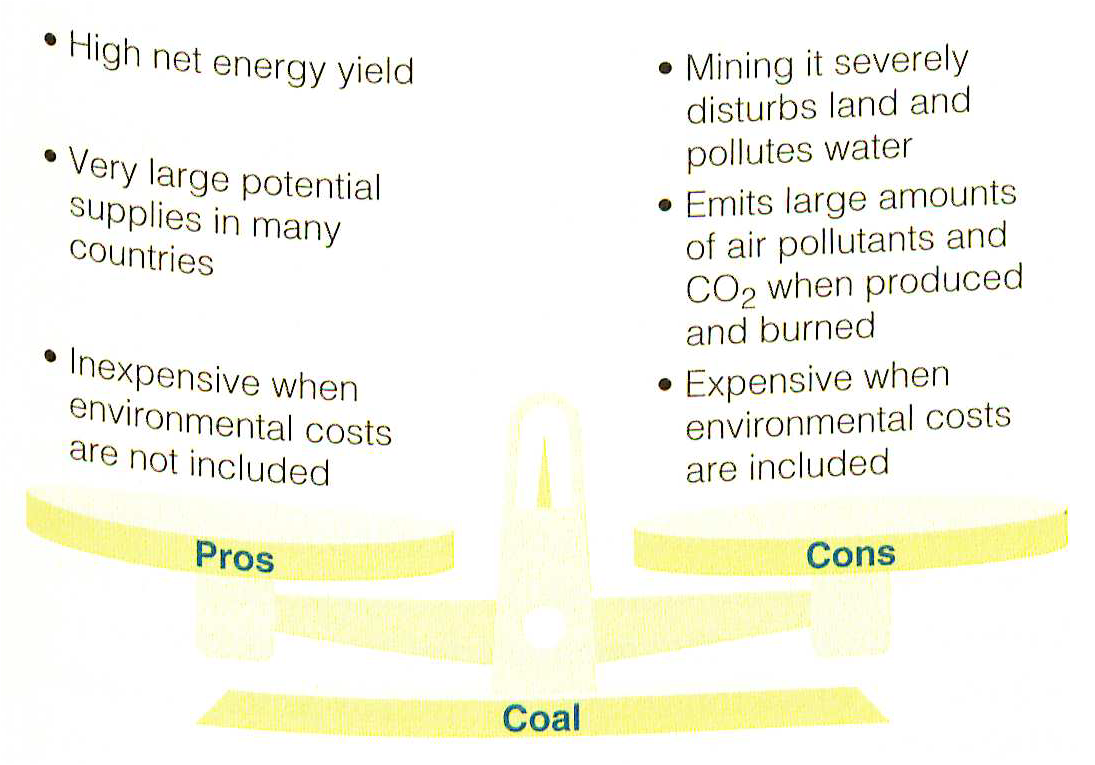 • High net energy yield
• Very large potential
supplies in many
countries
• Inexpensive when
environmental costs
are not included
Pros
• Mining it severely
disturbs land and
pollutes water
• Emits large amounts
of air pollutants and
CO₂ when produced
and burned
• Expensive when
environmental costs
are included
Cons
Coal